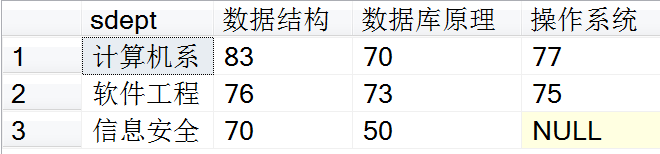 sdept 数据结构 数据库原理 操作系统
1 计算机系 83 70 77
2 软件工程 76 73 75
3 信息安全 70 50 NULL